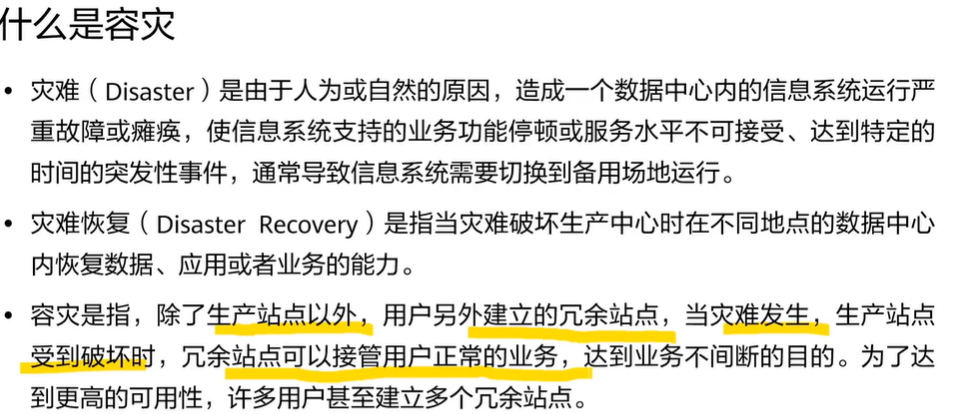 什么是容灾
• 灾难（Disaster）是由于人为或自然的原因，造成一个数据中心内的信息系统运行严
重故障或瘫痪，使信息系统支持的业务功能停顿或服务水平不可接受、达到特定的
时间的突发性事件，通常导致信息系统需要切换到备用场地运行。
• 灾难恢复（Disaster Recovery）是指当灾难破坏生产中心时在不同地点的数据中心
内恢复数据、应用或者业务的能力。
• 容灾是指，除了生产站点以外，用户另外建立的冗余站点，当灾难发生，生产站点
受到破坏时，冗余站点可以接管用户正常的业务，达到业务不间断的目的。为了达
到更高的可用性，许多用户甚至建立多个冗余站点。